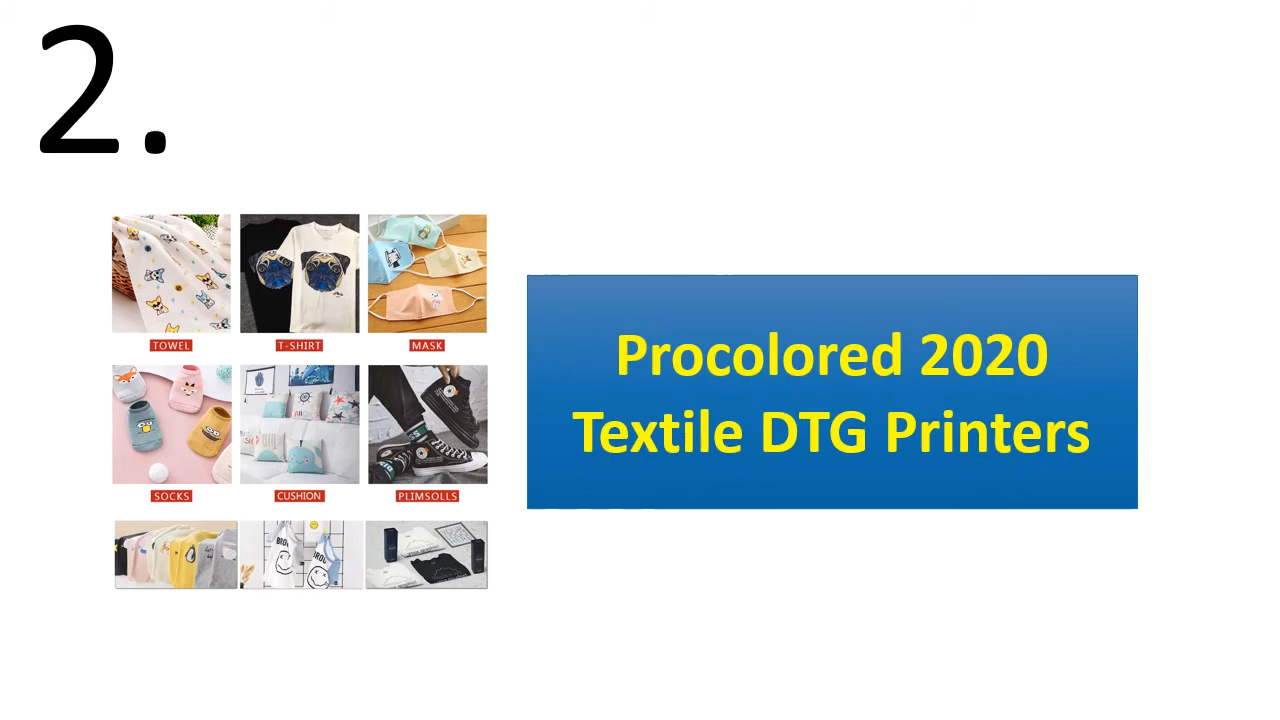 2.
TOWEL
T-SHIRT
MASK
Procolored 2020
Textile DTG Printers
SOCKS
CUSHION
PLIMSOLLS